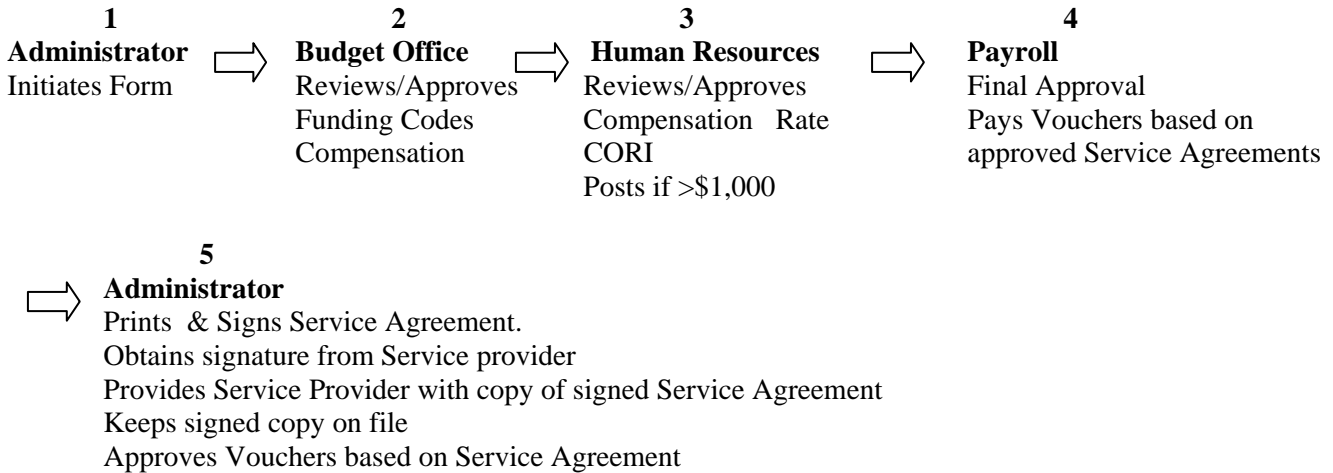 1
Administrator
Initiates Form
2
Budget Office
Reviews/Approves
Funding Codes
Compensation
3
Human Resources
Reviews/Approves
Compensation Rate
CORI
Posts if >$1,000
4
Payroll
Final Approval
Pays Vouchers based on
approved Service Agreements
5
Administrator
Prints & Signs Service Agreement.
Obtains signature from Service provider
Provides Service Provider with copy of signed Service Agreement
Keeps signed copy on file
Approves Vouchers based on Service Agreement